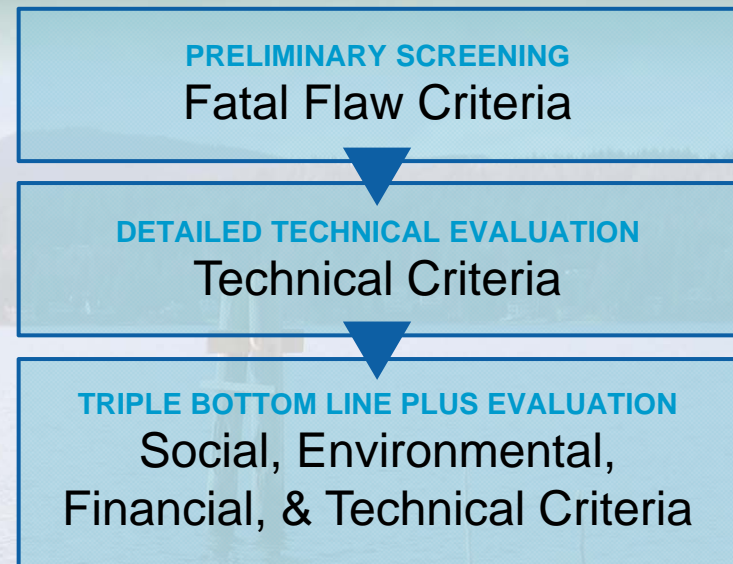 PRELIMINARY SCREENING
Fatal Flaw Criteria
DETAILED TECHNICAL EVALUATION
Technical Criteria
TRIPLE BOTTOM LINE PLUS EVALUATION
Social, Environmental,
Financial, & Technical Criteria